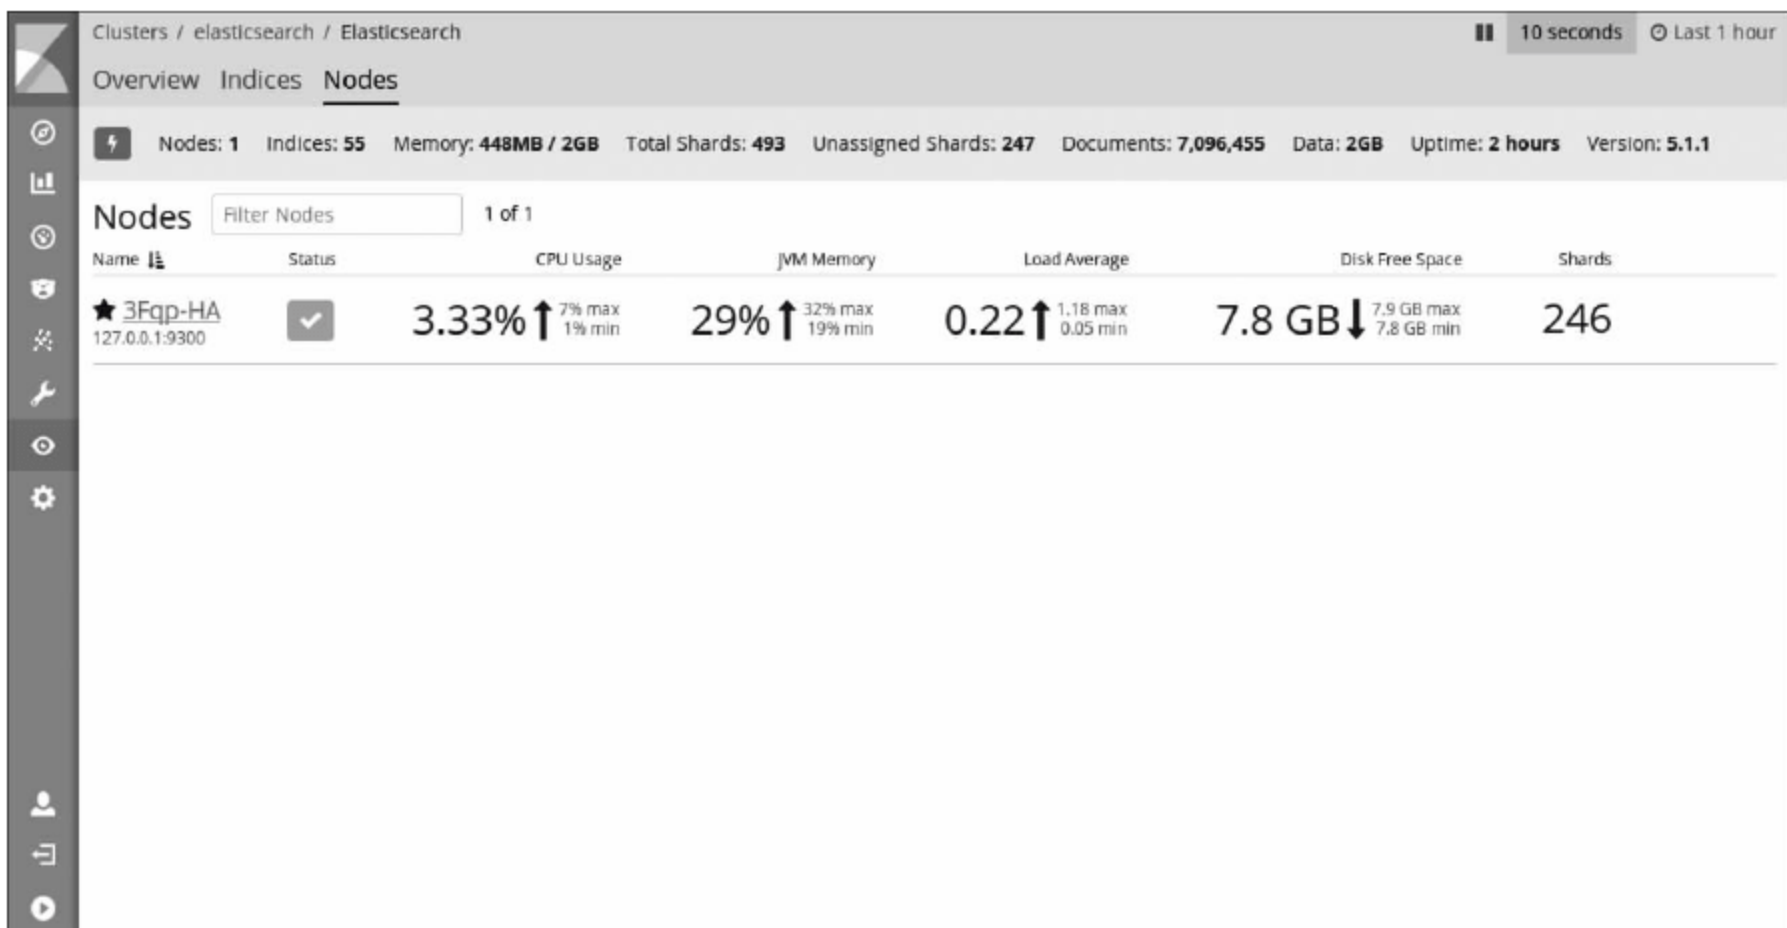 Clusters / elasticsearch / Elasticsearch 10 seconds Last 1 hour
Overview Indices Nodes
Nodes: 1 Indices: 55 Memory: 448MB / 2GB Total Shards: 493 Unassigned Shards: 247 Documents: 7,096,455 Data: 2GB Uptime: 2 hours Version: 5.1.1
Nodes Filter Nodes 1 of 1
Name Status CPU Usage JVM Memory Load Average Disk Free Space Shards
3Fqp-HA 3.33% 7% max 29% 32% max 0.22 1.18 max 7.8 GB 7.9 GB max 246
127.0.0.1:9300 1% min 19% min 0.05 min 7.8 GB min